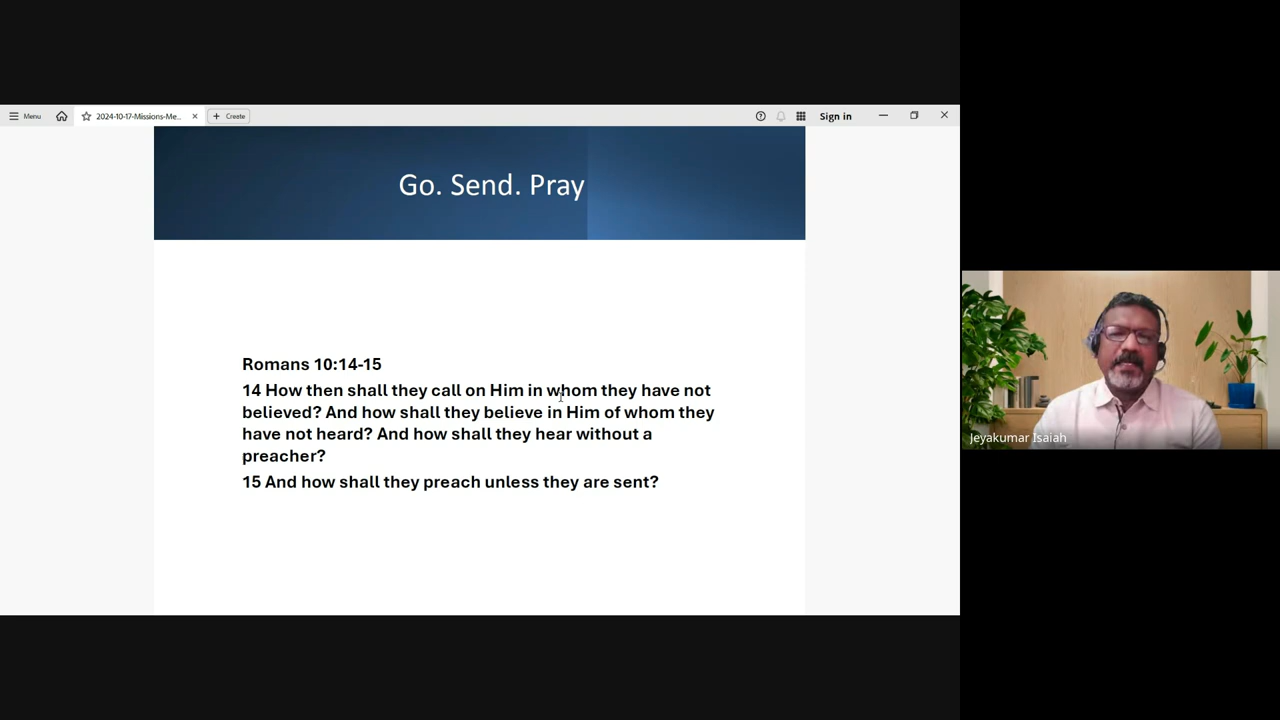 Menu
2024-10-17-Missions-Me...
Create
Sign in
Go. Send. Pray
Romans 10:14-15
14 How then shall they call on Him in whom they have not
believed? And how shall they believe in Him of whom they
have not heard? And how shall they hear without a
preacher?
15 And how shall they preach unless they are sent?
Jeyakumar Isaiah